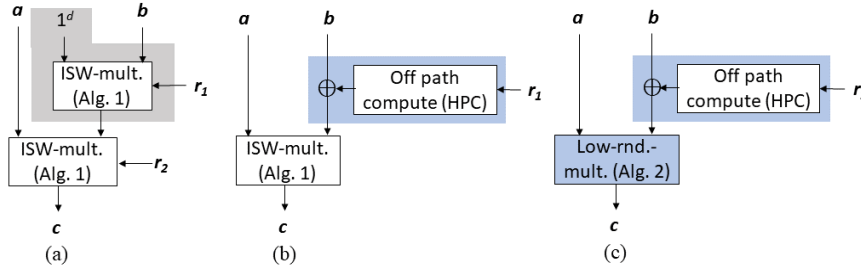 a
1^d
b
ISW-mult.
(Alg. 1)
r_1
ISW-mult.
(Alg. 1)
r_2
c
(a)
a
b
Off path
compute (HPC)
r_1
ISW-mult.
(Alg. 1)
c
(b)
a
b
Off path
compute (HPC)
r
Low-rnd.-
mult. (Alg. 2)
c
(c)